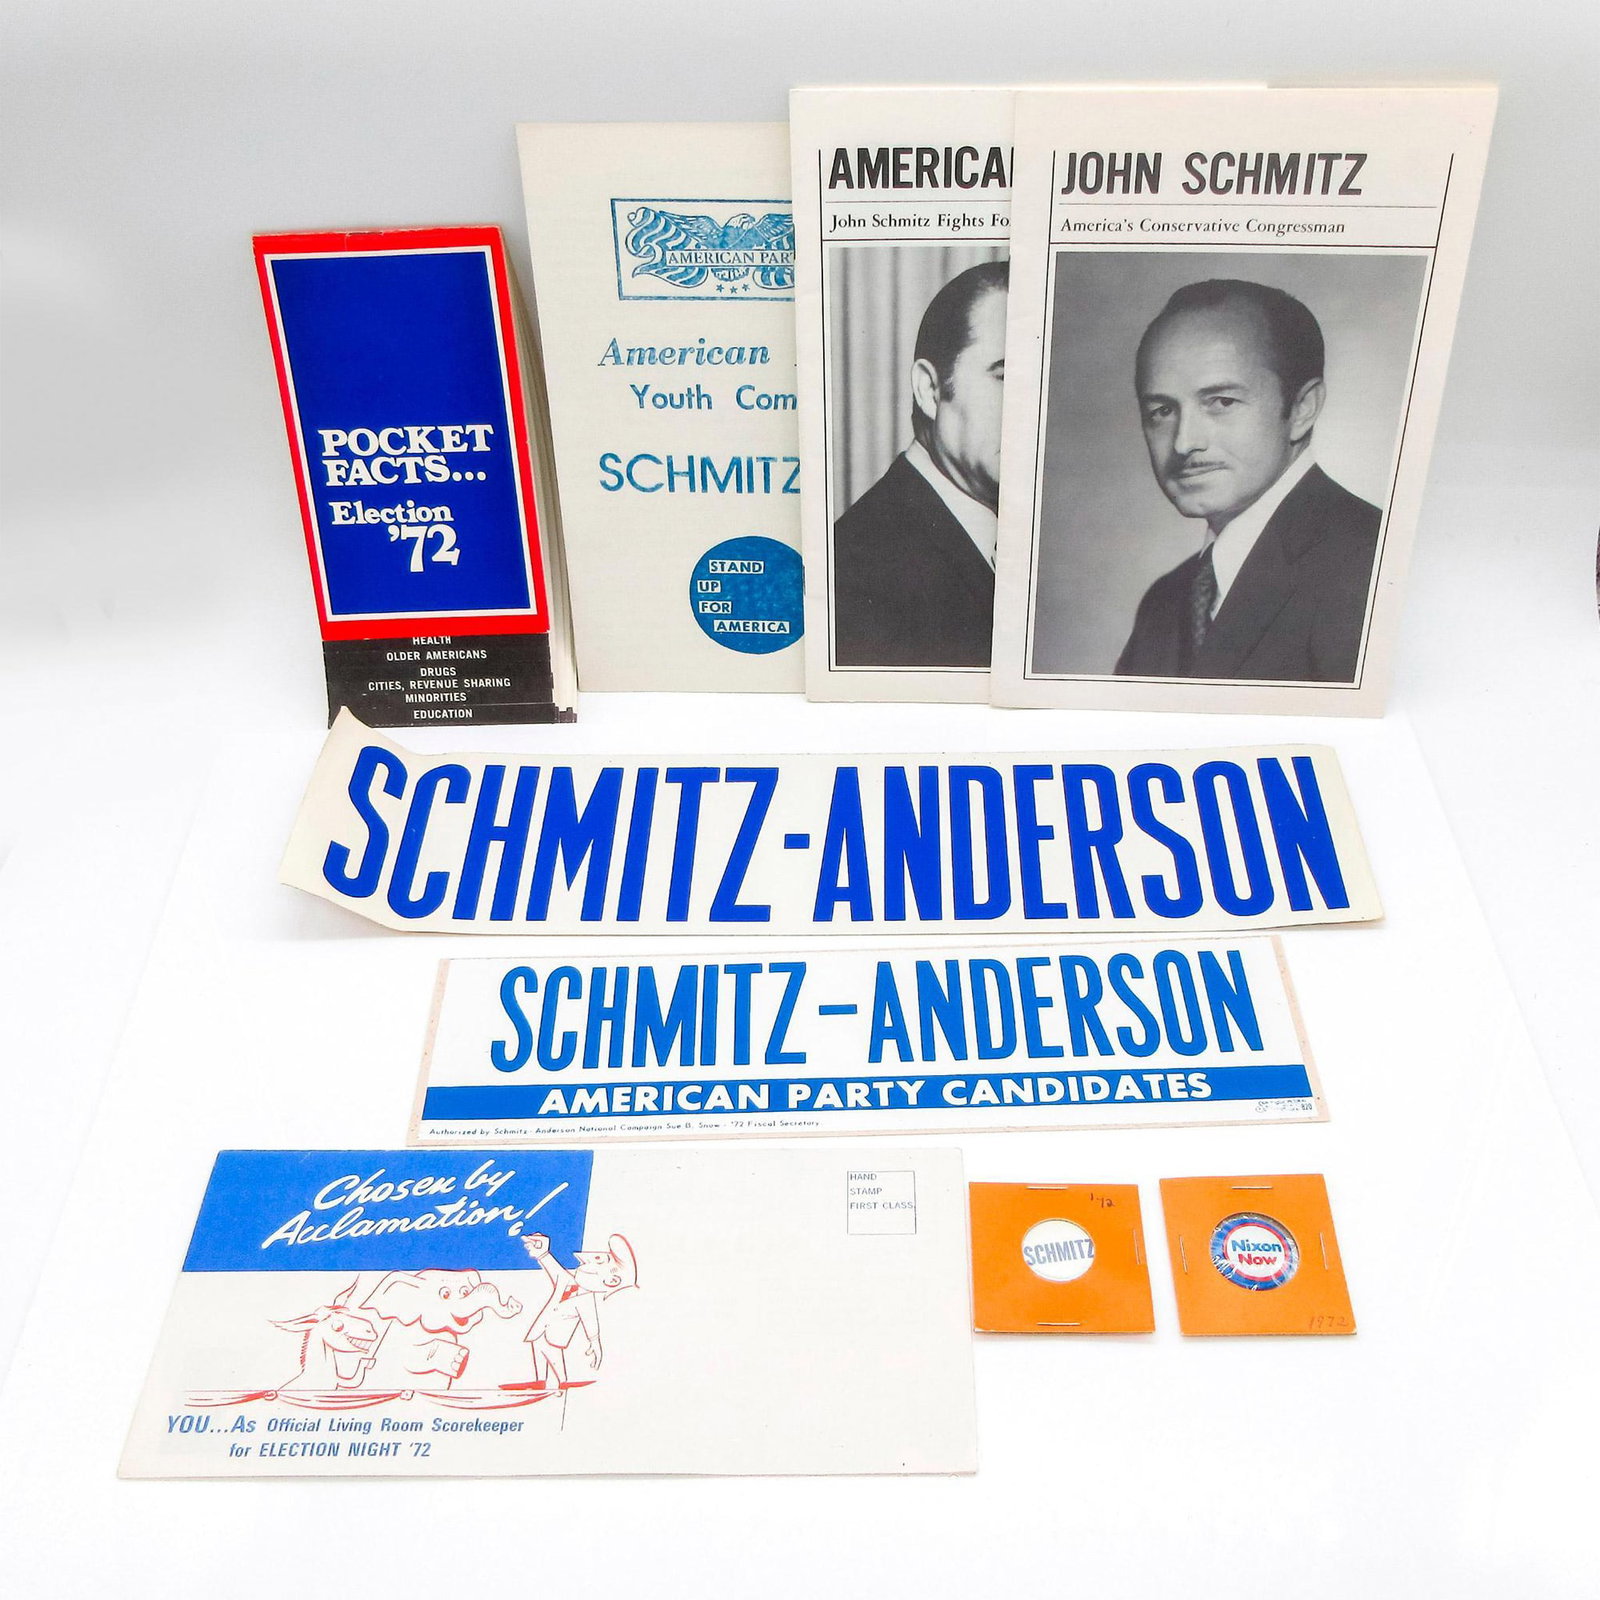 POCKET
FACTS...
Election
'72
HEALTH
OLDER AMERICANS
DRUGS
CITIES, REVENUE SHARING
MINORITIES
EDUCATION
AMERICAN PAR
American
Youth Com
SCHMITZ
STAND
UP
FOR
AMERICA
AMERICA
John Schmitz Fights Fo
JOHN SCHMITZ
America's Conservative Congressman
SCHMITZ-ANDERSON
SCHMITZ-ANDERSON
AMERICAN PARTY CANDIDATES
Authorized by Schmitz-Anderson National Campaign Sue B. Snow - '72 Fiscal Secretary
Chosen by
Acclamation!
HAND
STAMP
FIRST CLASS
YOU...As Official Living Room Scorekeeper
for ELECTION NIGHT '72
SCHMITZ
Nixon
Now
1972